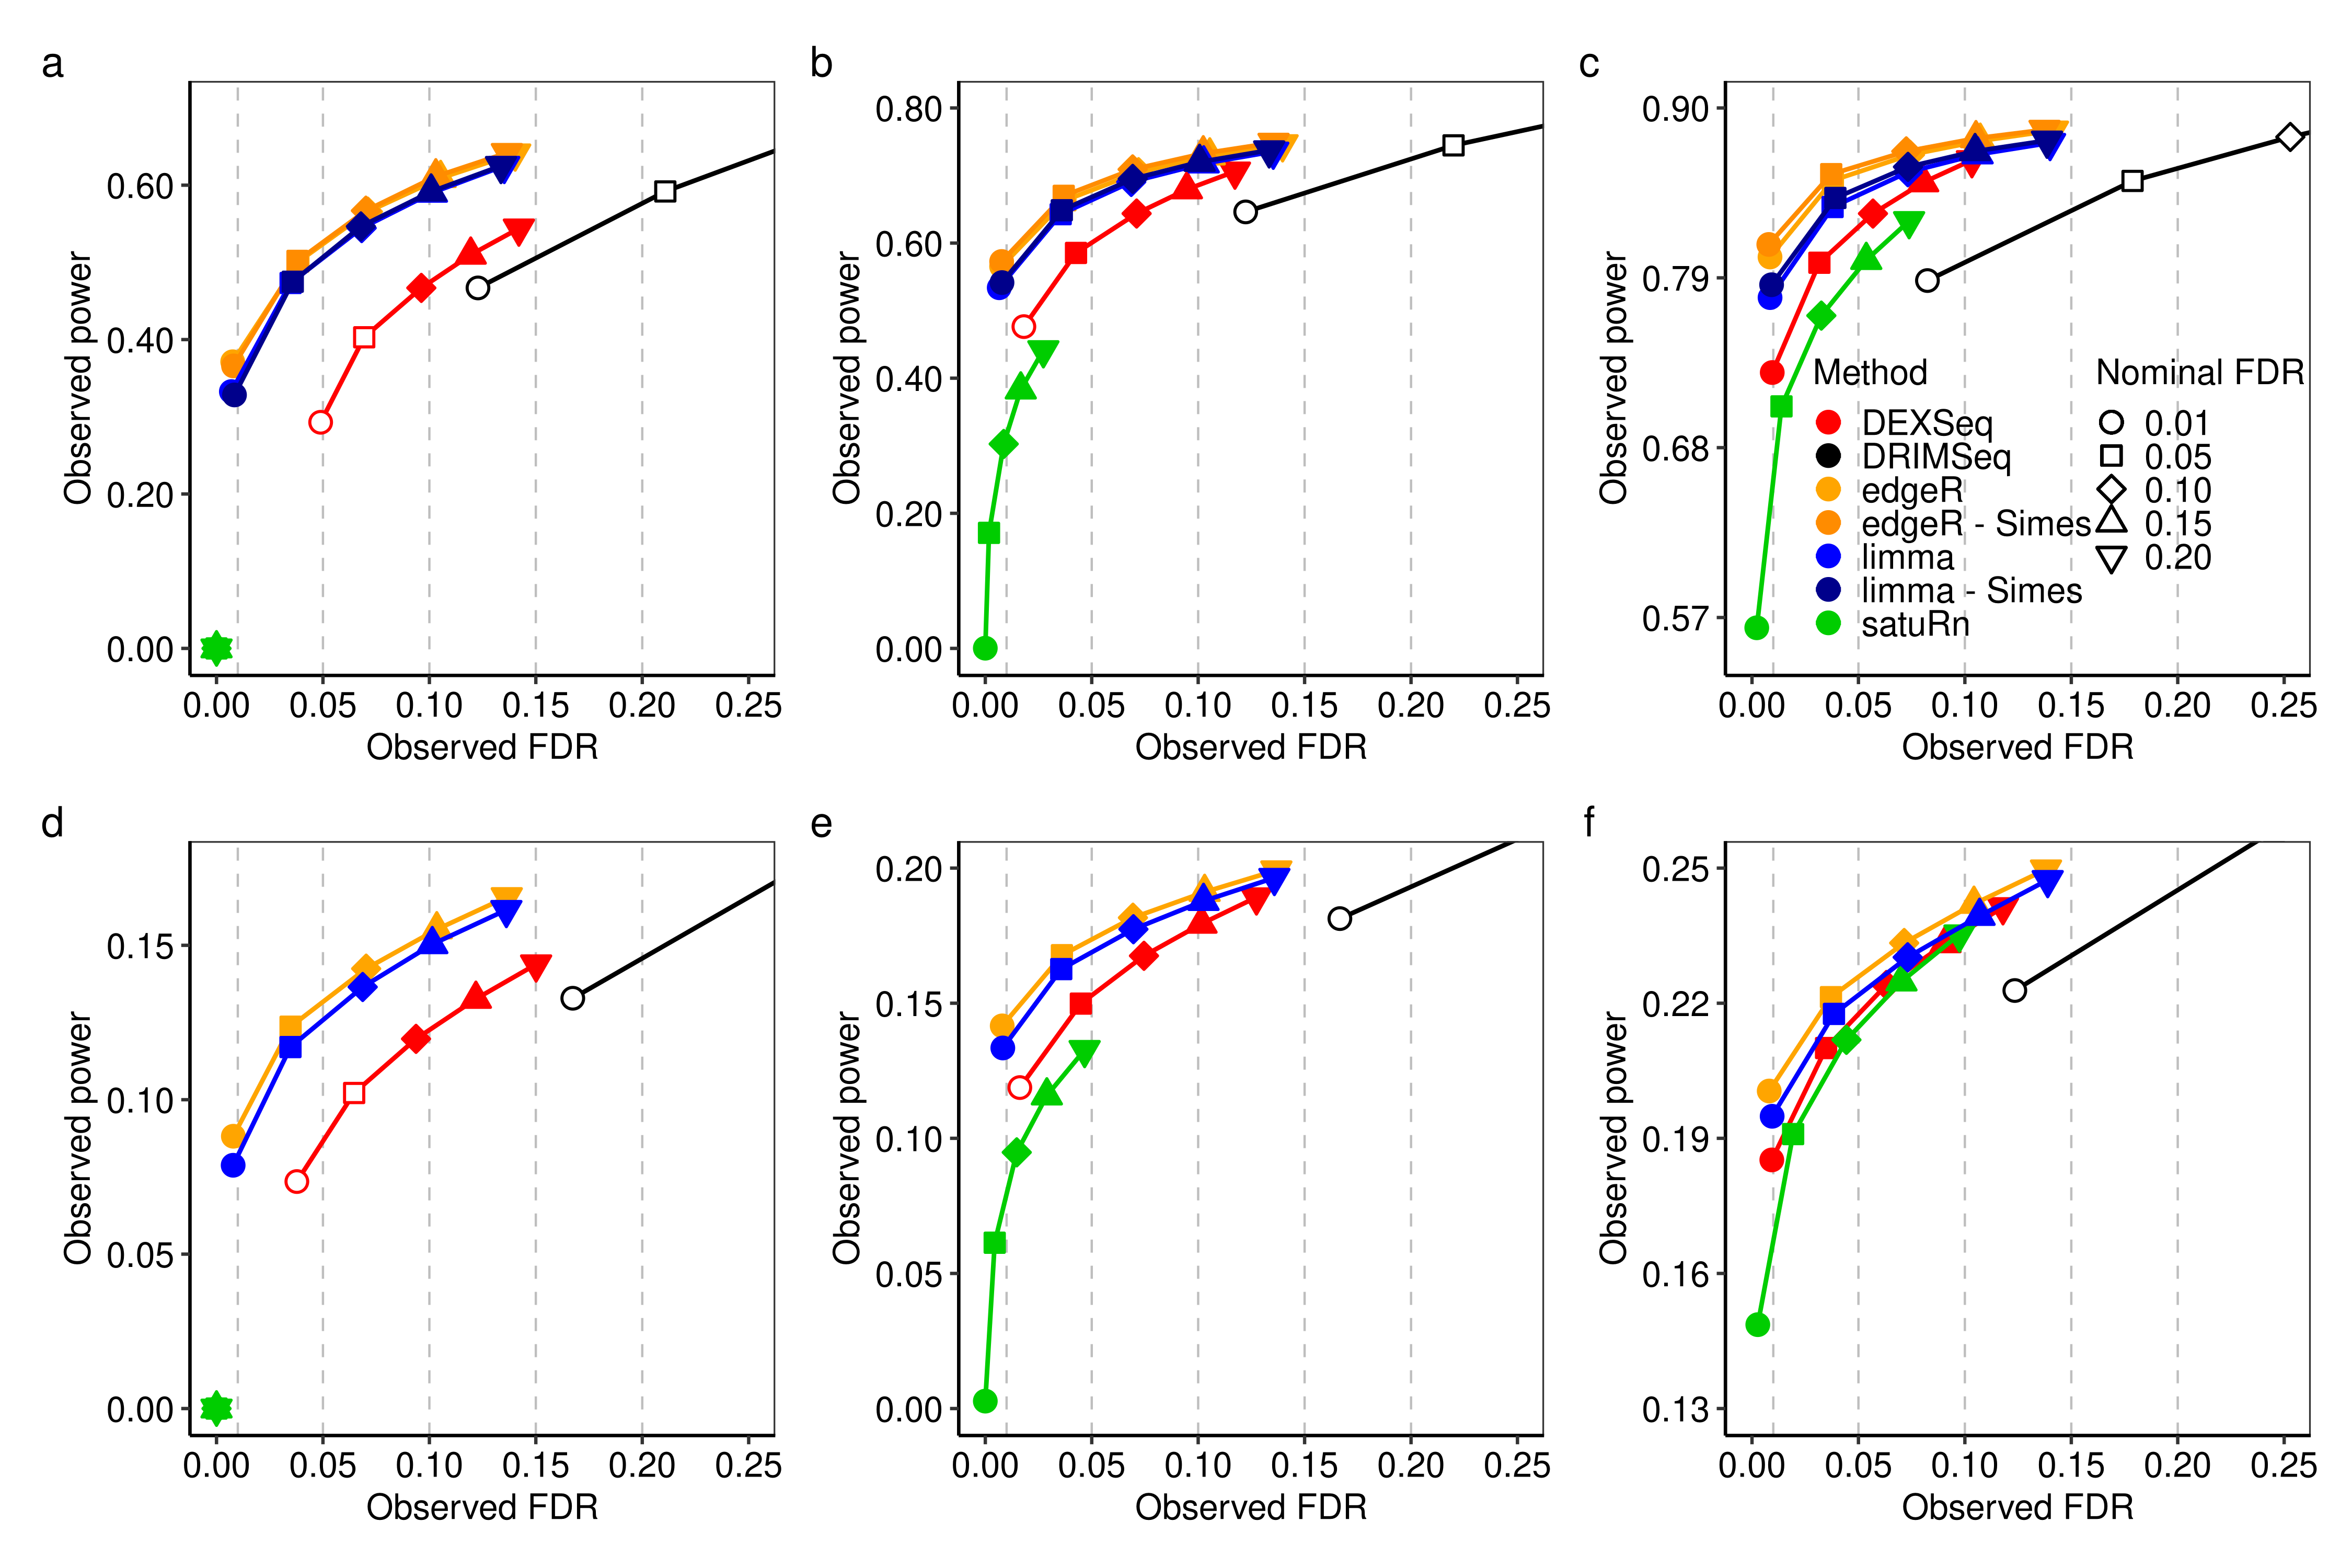 a
Observed power
0.60
0.40
0.20
0.00
0.00 0.05 0.10 0.15 0.20 0.25
Observed FDR
b
Observed power
0.80
0.60
0.40
0.20
0.00
0.00 0.05 0.10 0.15 0.20 0.25
Observed FDR
c
Observed power
0.90
0.79
0.68
0.57
Method
DEXSeq
DRIMSeq
edgeR
edgeR - Simes
limma
limma - Simes
satuRn
Nominal FDR
0.01
0.05
0.10
0.15
0.20
0.00 0.05 0.10 0.15 0.20 0.25
Observed FDR
d
Observed power
0.15
0.10
0.05
0.00
0.00 0.05 0.10 0.15 0.20 0.25
Observed FDR
e
Observed power
0.20
0.15
0.10
0.05
0.00
0.00 0.05 0.10 0.15 0.20 0.25
Observed FDR
f
Observed power
0.25
0.22
0.19
0.16
0.13
0.00 0.05 0.10 0.15 0.20 0.25
Observed FDR